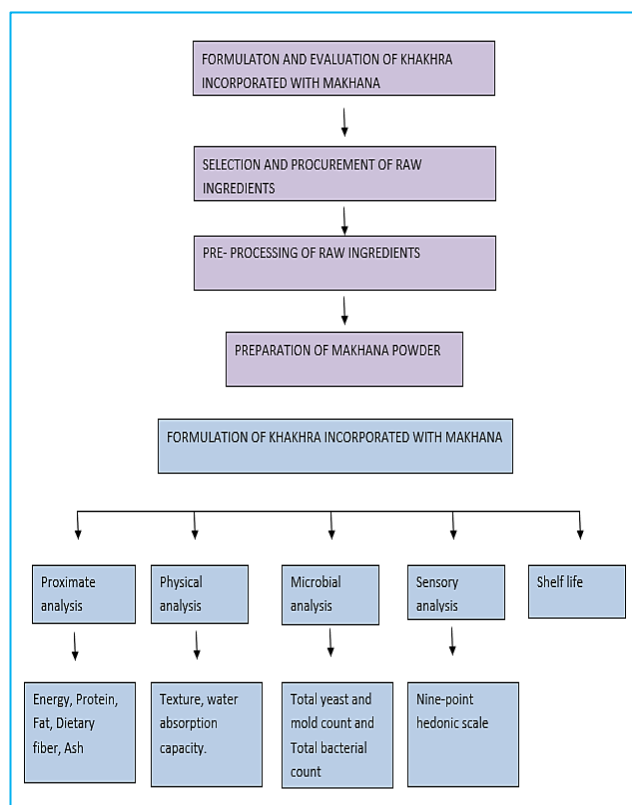 FORMULATON AND EVALUATION OF KHAKHRA
INCORPORATED WITH MAKHANA
SELECTION AND PROCUREMENT OF RAW
INGREDIENTS
PRE- PROCESSING OF RAW INGREDIENTS
PREPARATION OF MAKHANA POWDER
FORMULATION OF KHAKHRA INCORPORATED WITH MAKHANA
Proximate
analysis
Physical
analysis
Microbial
analysis
Sensory
analysis
Shelf life
Energy, Protein,
Fat, Dietary
fiber, Ash
Texture, water
absorption
capacity.
Total yeast and
mold count and
Total bacterial
count
Nine-point
hedonic scale